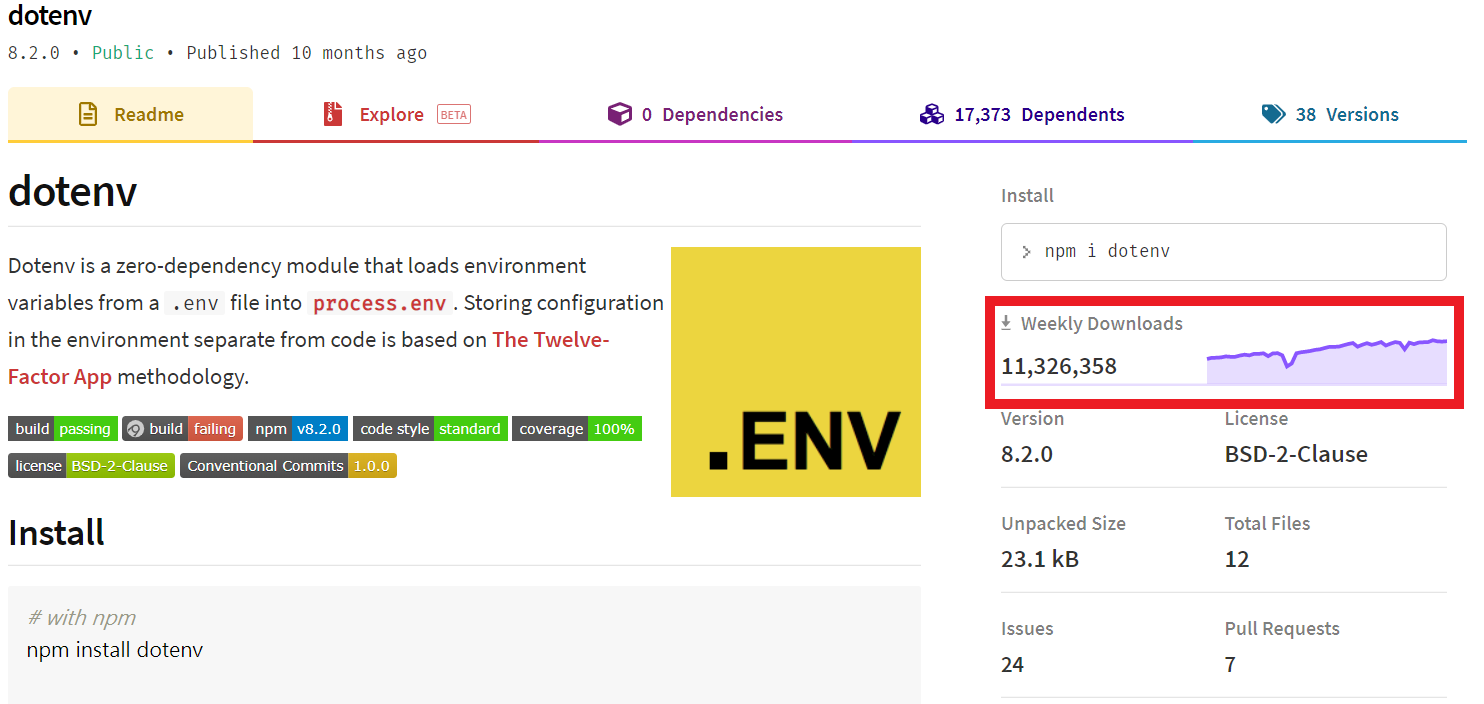 dotenv
8.2.0 • Public • Published 10 months ago
Readme Explore BETA 0 Dependencies 17,373 Dependents 38 Versions
dotenv
Dotenv is a zero-dependency module that loads environment
variables from a .env file into process.env. Storing configuration
in the environment separate from code is based on The Twelve-
Factor App methodology.
build passing build failing npm v8.2.0 code style standard coverage 100%
license BSD-2-Clause Conventional Commits 1.0.0
.ENV
Install
# with npm
npm install dotenv
Install
> npm i dotenv
Weekly Downloads
11,326,358
Version License
8.2.0 BSD-2-Clause
Unpacked Size Total Files
23.1 kB 12
Issues Pull Requests
24 7